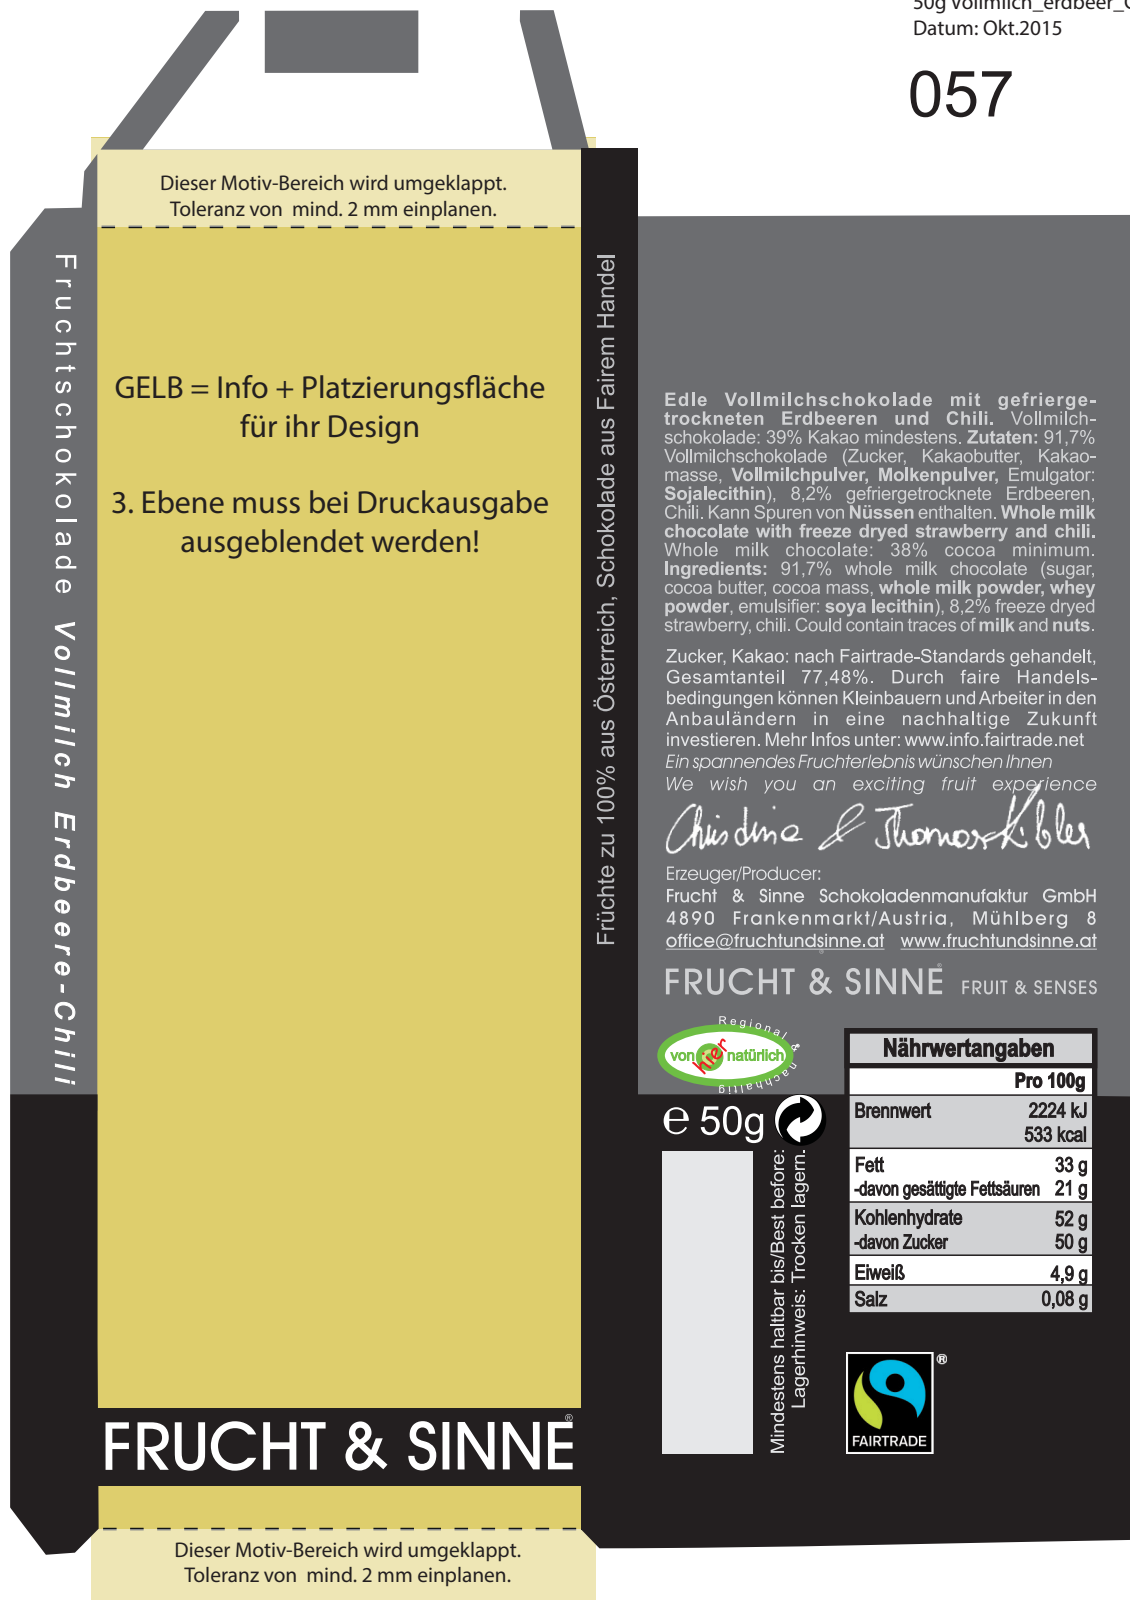 Datum: Okt.2015
057
Dieser Motiv-Bereich wird umgeklappt.
Toleranz von mind. 2 mm einplanen.
Fruchtschokolade Vollmilch Erdbeere-Chili
GELB = Info + Platzierungsfläche
für ihr Design
3. Ebene muss bei Druckausgabe
ausgeblendet werden!
FRUCHT & SINNE®
Dieser Motiv-Bereich wird umgeklappt.
Toleranz von mind. 2 mm einplanen.
Früchte zu 100% aus Österreich, Schokolade aus Fairem Handel
Edle Vollmilchschokolade mit gefrierge-
trockneten Erdbeeren und Chili. Vollmilch-
schokolade: 39% Kakao mindestens. Zutaten: 91,7%
Vollmilchschokolade (Zucker, Kakaobutter, Kakao-
masse, Vollmilchpulver, Molkenpulver, Emulgator:
Sojalecithin), 8,2% gefriergetrocknete Erdbeeren,
Chili. Kann Spuren von Nüssen enthalten. Whole milk
chocolate with freeze dryed strawberry and chili.
Whole milk chocolate: 38% cocoa minimum.
Ingredients: 91,7% whole milk chocolate (sugar,
cocoa butter, cocoa mass, whole milk powder, whey
powder, emulsifier: soya lecithin), 8,2% freeze dryed
strawberry, chili. Could contain traces of milk and nuts.
Zucker, Kakao: nach Fairtrade-Standards gehandelt,
Gesamtanteil 77,48%. Durch faire Handels-
bedingungen können Kleinbauern und Arbeiter in den
Anbauländern in eine nachhaltige Zukunft
investieren. Mehr Infos unter: www.info.fairtrade.net
Ein spannendes Fruchterlebnis wünschen Ihnen
We wish you an exciting fruit experience
Christina & Thomas Kibler
Erzeuger/Producer:
Frucht & Sinne Schokoladenmanufaktur GmbH
4890 Frankenmarkt/Austria, Mühlberg 8
office@fruchtundsinne.at www.fruchtundsinne.at
FRUCHT & SINNE® FRUIT & SENSES
Regional & nachhaltig
von hier natürlich
e 50g
Mindestens haltbar bis/Best before:
Lagerhinweis: Trocken lagern.
Nährwertangaben
Pro 100g
Brennwert 2224 kJ
533 kcal
Fett 33 g
-davon gesättigte Fettsäuren 21 g
Kohlenhydrate 52 g
-davon Zucker 50 g
Eiweiß 4,9 g
Salz 0,08 g
FAIRTRADE ®